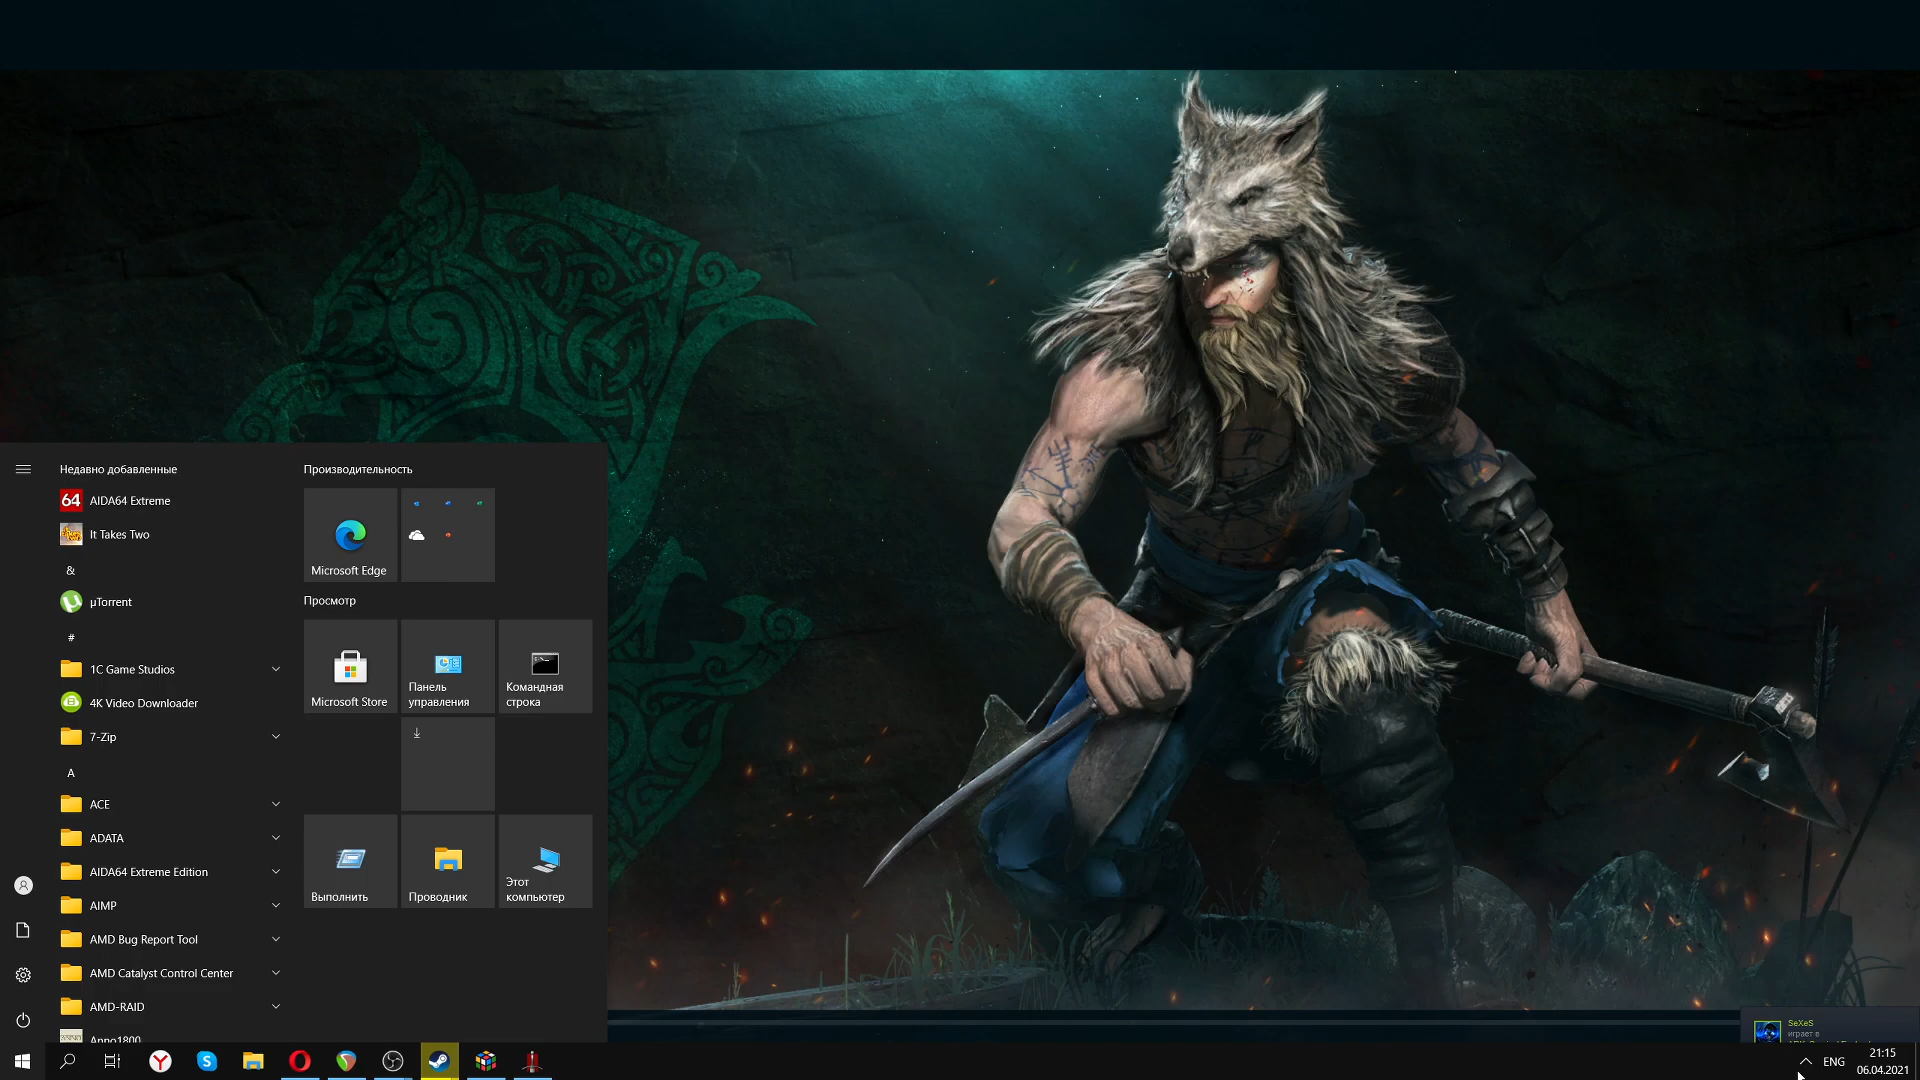 Недавно добавленные
64
AIDA64 Extreme
It Takes Two
&
µTorrent
#
1C Game Studios
4K Video Downloader
7-Zip
A
ACE
ADATA
AIDA64 Extreme Edition
AIMP
AMD Bug Report Tool
AMD Catalyst Control Center
AMD-RAID
Anno1800
Производительность
Microsoft Edge
Просмотр
Microsoft Store
Панель
управления
Командная
строка
Выполнить
Проводник
Этот
компьютер
SeXeS
играет в
ENG
21:15
06.04.2021